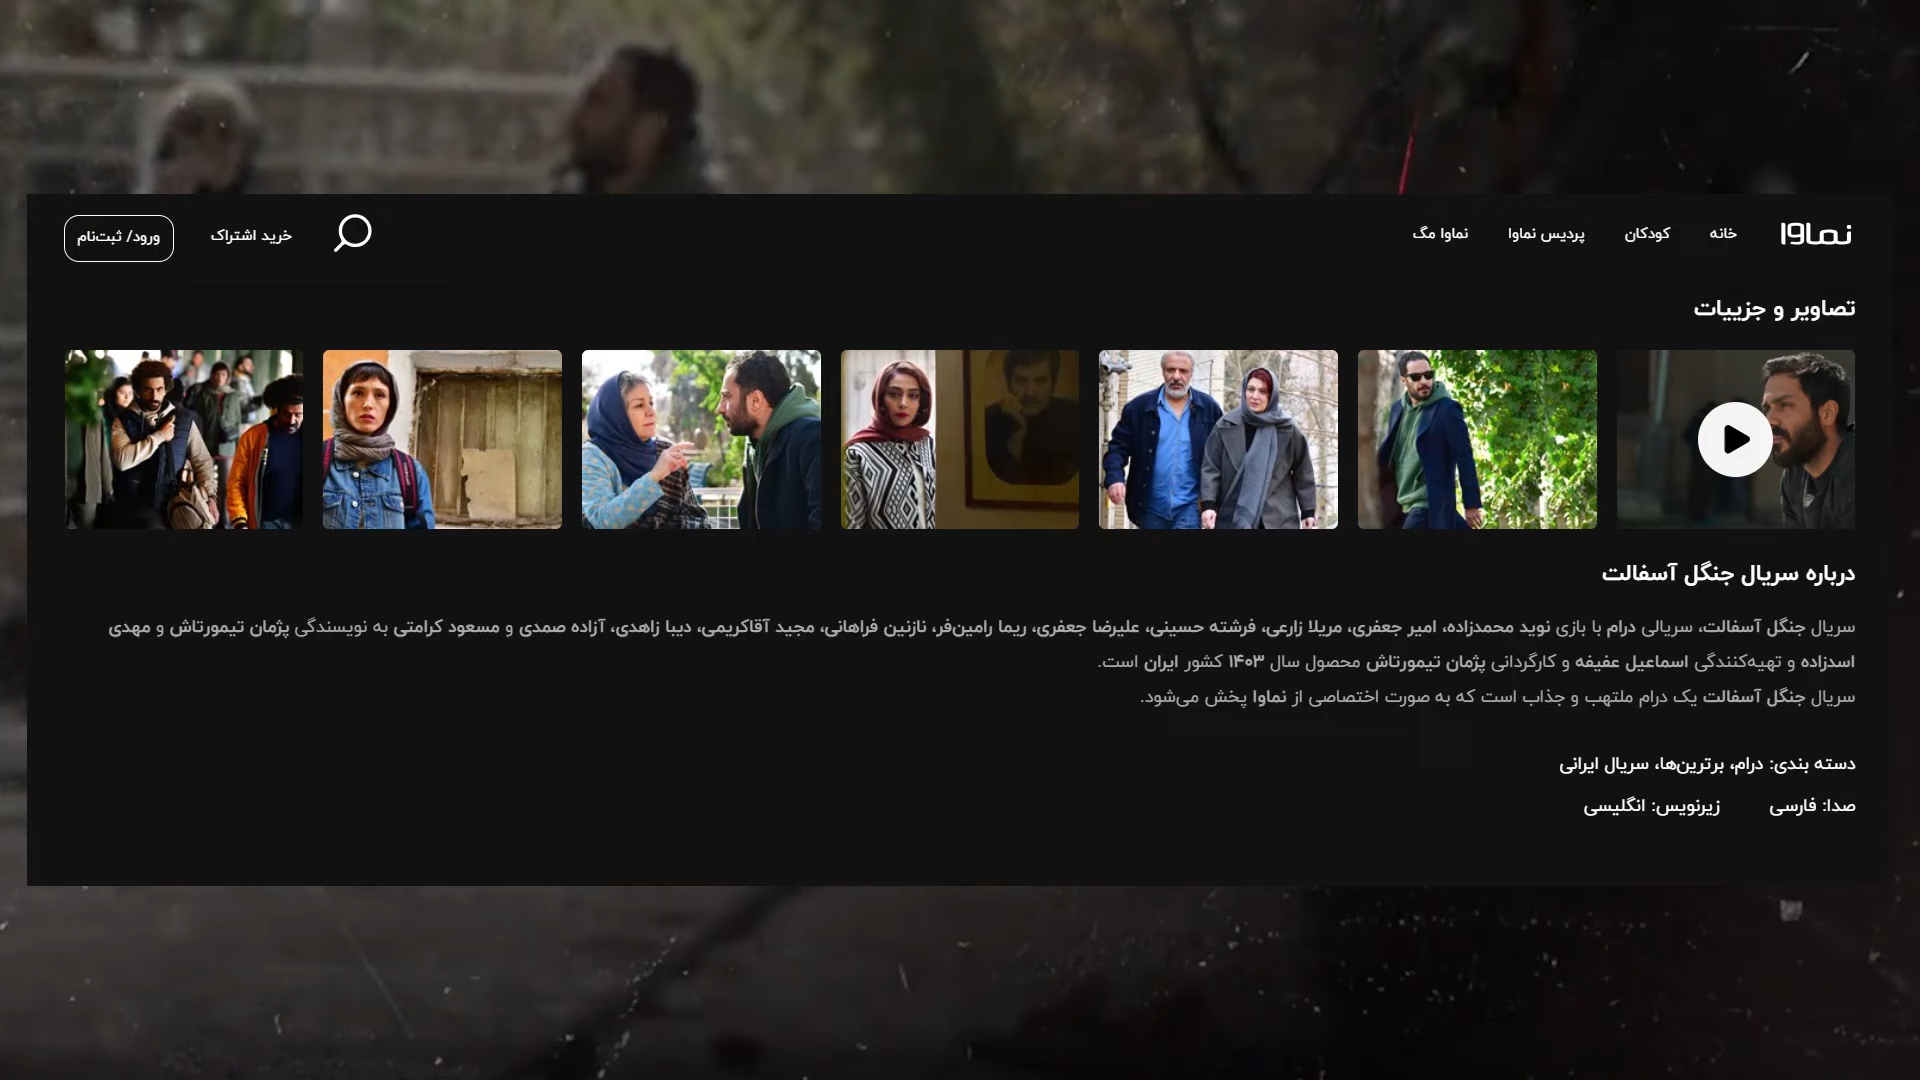 نماوا
خانه
کودکان
پردیس نماوا
نماوا مگ
خرید اشتراک
ورود/ ثبت‌نام
تصاویر و جزییات
درباره سریال جنگل آسفالت
سریال جنگل آسفالت، سریالی درام با بازی نوید محمدزاده، امیر جعفری، مریلا زارعی، فرشته حسینی، علیرضا جعفری، ریما رامین‌فر، نازنین فراهانی، مجید آقاکریمی، دیبا زاهدی، آزاده صمدی و مسعود کرامتی به نویسندگی پژمان تیمورتاش و مهدی
اسدزاده و تهیه‌کنندگی اسماعیل عفیفه و کارگردانی پژمان تیمورتاش محصول سال ۱۴۰۳ کشور ایران است.
سریال جنگل آسفالت یک درام ملتهب و جذاب است که به صورت اختصاصی از نماوا پخش می‌شود.
دسته بندی: درام، برترین‌ها، سریال ایرانی
صدا: فارسی زیرنویس: انگلیسی